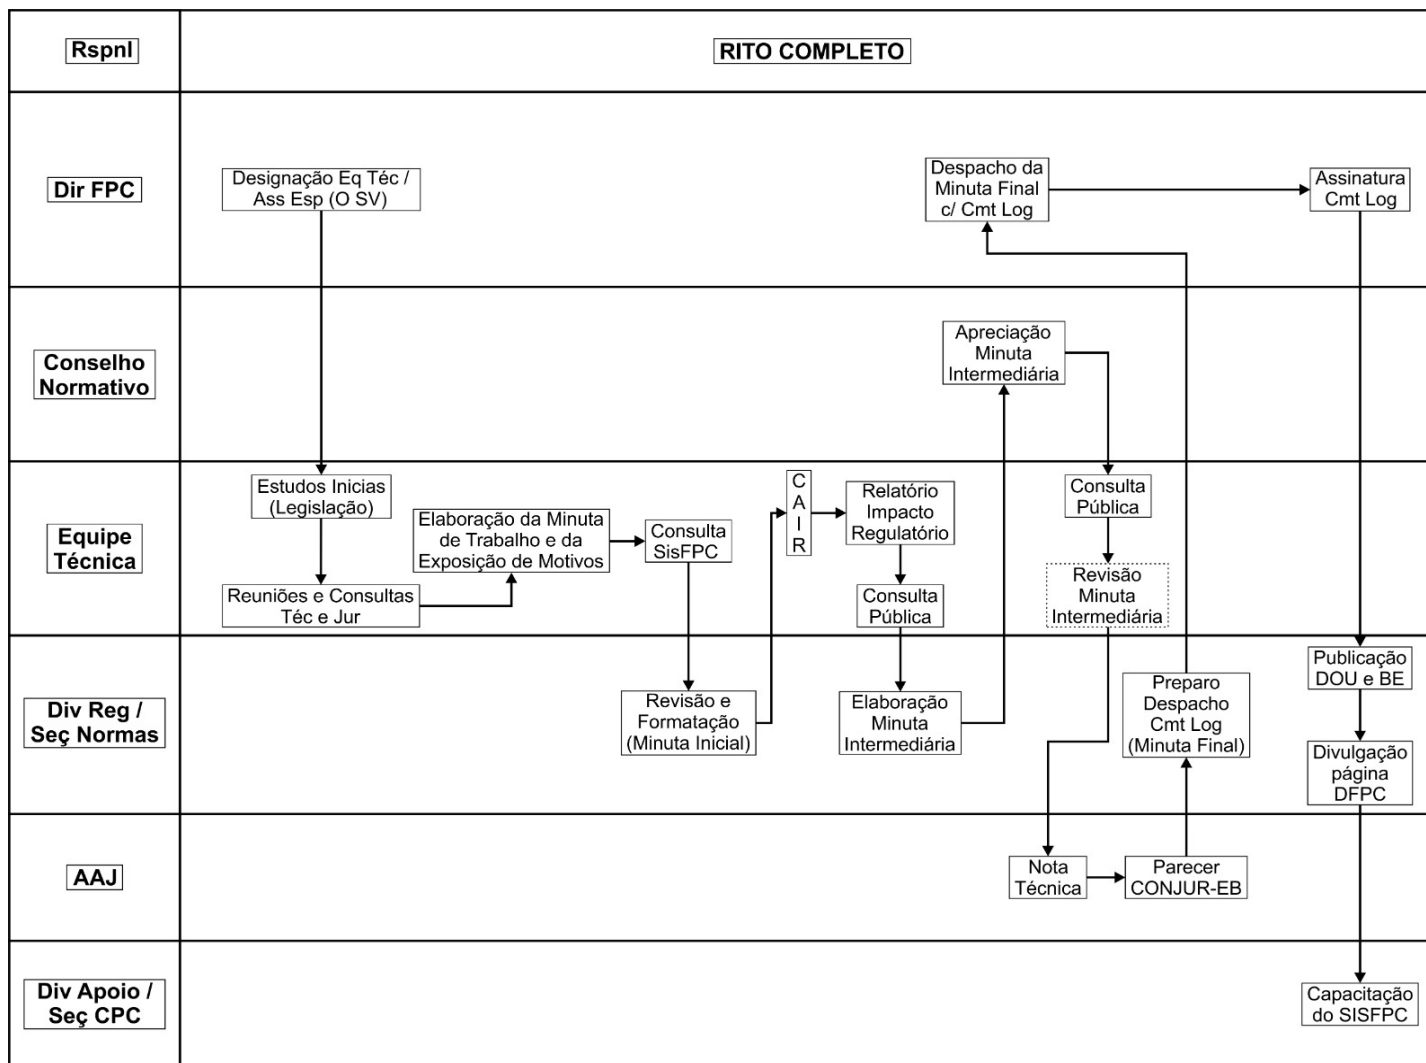 Rspnl
RITO COMPLETO
Dir FPC
Designação Eq Téc /
Ass Esp (O SV)
Despacho da
Minuta Final
c/ Cmt Log
Assinatura
Cmt Log
Conselho
Normativo
Apreciação
Minuta
Intermediária
Equipe
Técnica
Estudos Inicias
(Legislação)
Reuniões e Consultas
Téc e Jur
Elaboração da Minuta
de Trabalho e da
Exposição de Motivos
Consulta
SisFPC
C
A
I
R
Relatório
Impacto
Regulatório
Consulta
Pública
Consulta
Pública
Revisão
Minuta
Intermediária
Div Reg /
Seç Normas
Revisão e
Formatação
(Minuta Inicial)
Elaboração
Minuta
Intermediária
Preparo
Despacho
Cmt Log
(Minuta Final)
Publicação
DOU e BE
Divulgação
página
DFPC
AAJ
Nota
Técnica
Parecer
CONJUR-EB
Div Apoio /
Seç CPC
Capacitação
do SISFPC